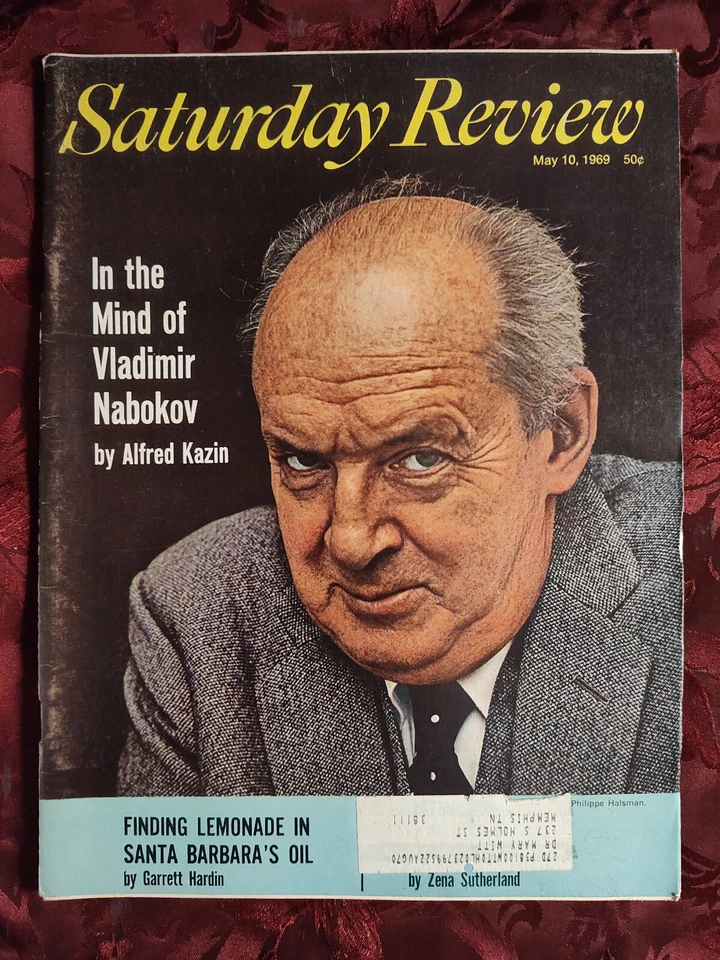 Saturday Review
May 10, 1969 50¢
In the
Mind of
Vladimir
Nabokov
by Alfred Kazin
Philippe Halsman.
FINDING LEMONADE IN
SANTA BARBARA'S OIL
by Garrett Hardin
27D
DR MARY WITT
237 S HOLMES ST
MEMPHIS TN 38111
by Zena Sutherland